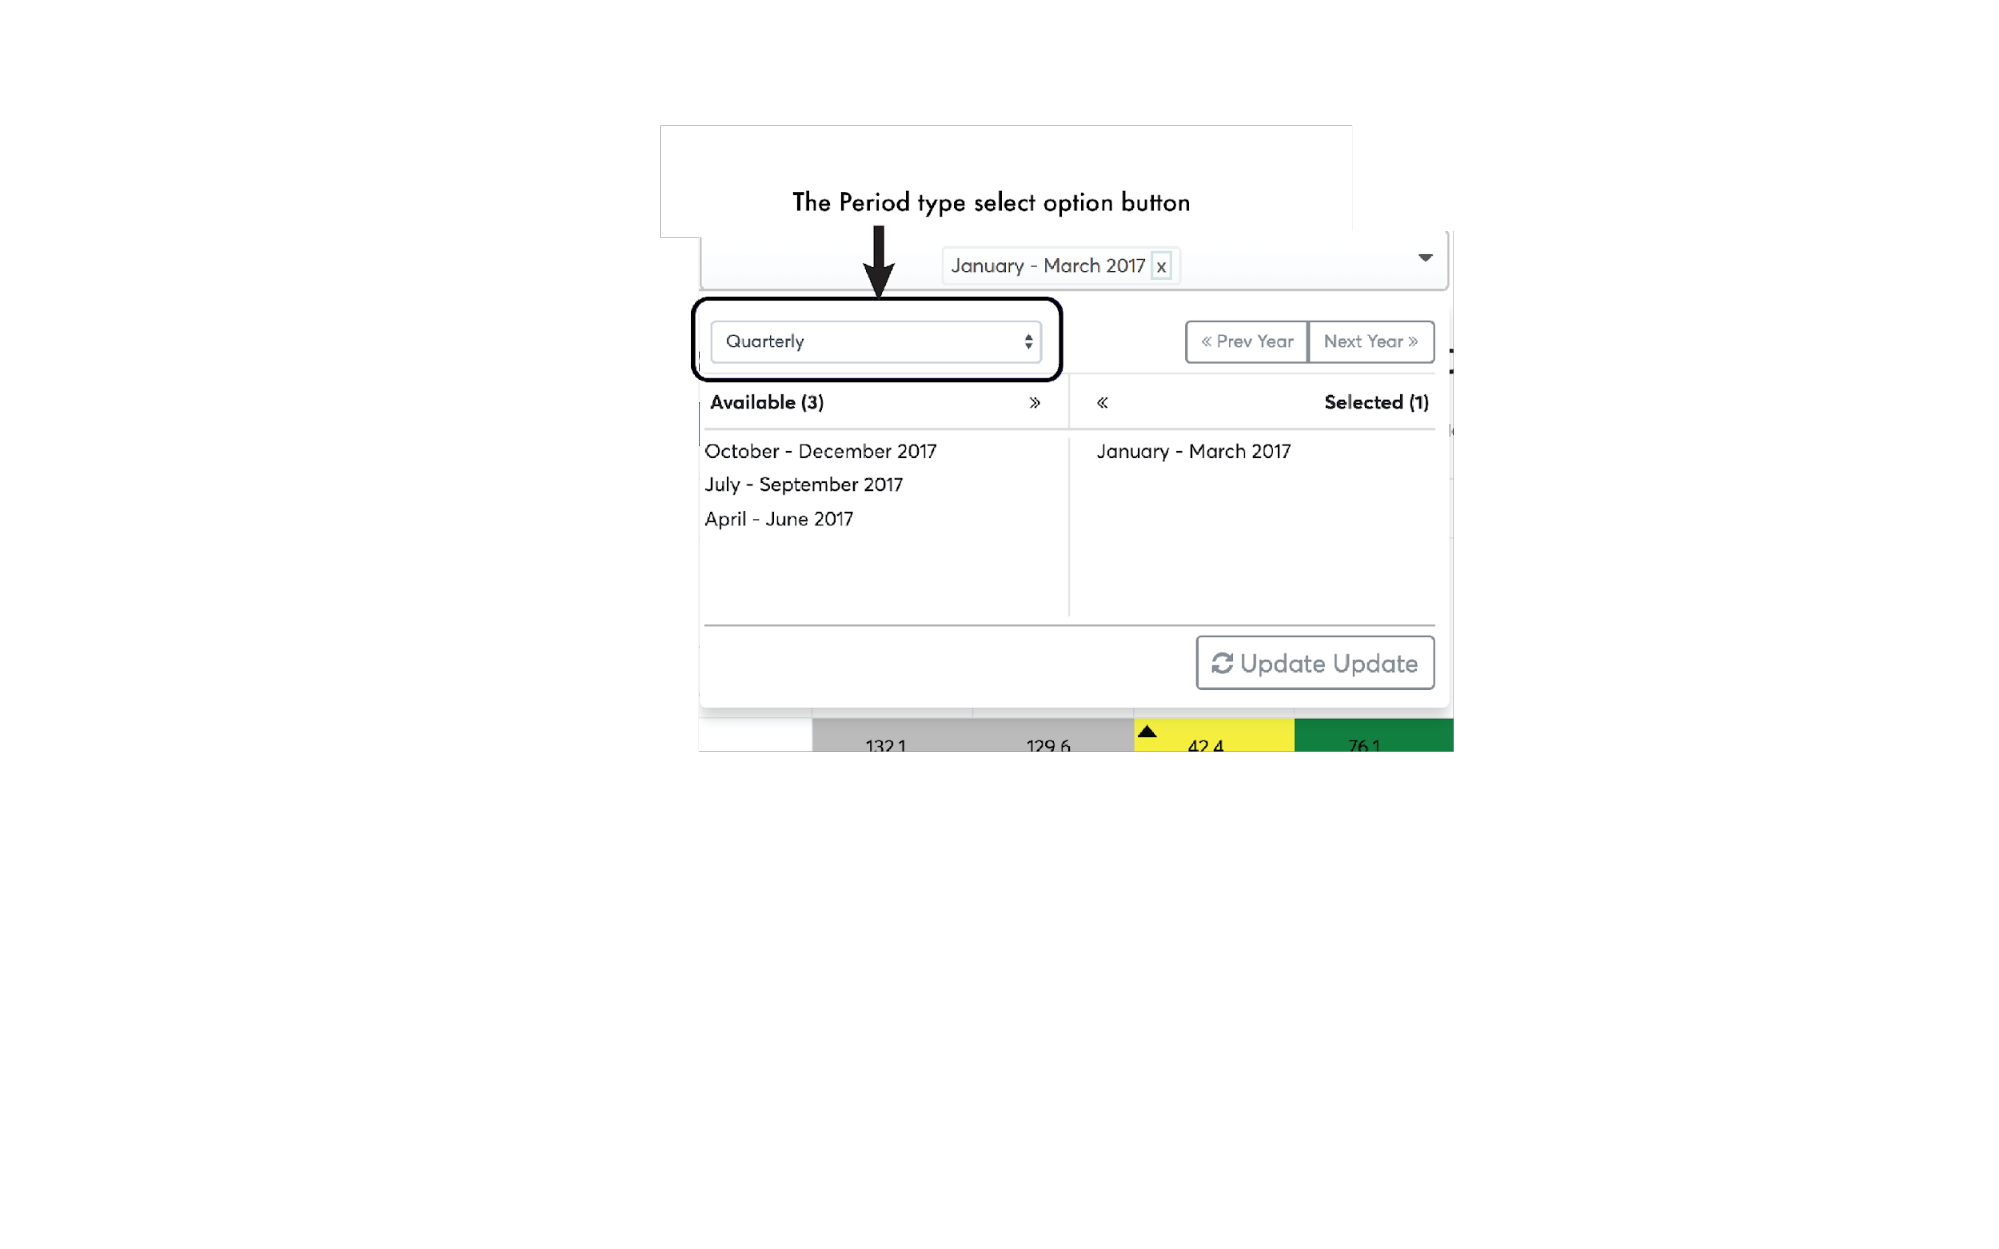 The Period type select option button
January - March 2017 x
Quarterly
« Prev Year Next Year »
Available (3) » « Selected (1)
October - December 2017 January - March 2017
July - September 2017
April - June 2017
Update Update
132.1 129.6 42.4 76.1